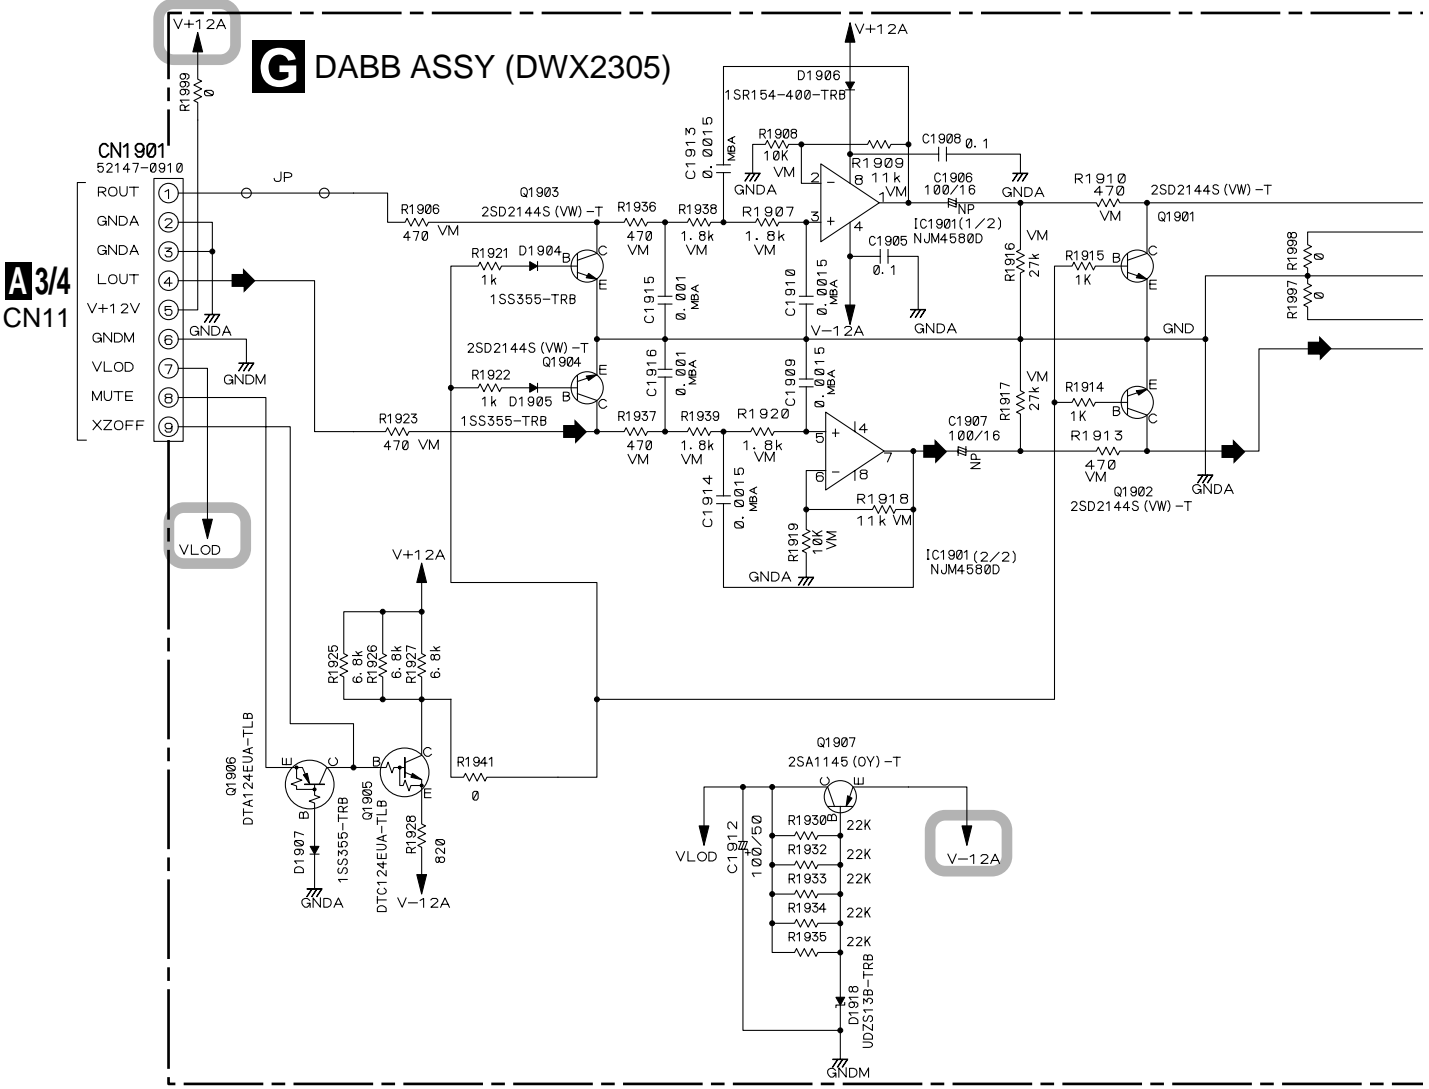 V+12A
G DABB ASSY (DWX2305)
R1999
0
V+12A
D1906
1SR154-400-TRB
C1913
0.0015
MBA
R1908
10K
VM
GNDA
R1909
11k
VM
C1908 0.1
GNDA
2
3
8
1
4
C1906
100/16
NP
IC1901(1/2)
NJM4580D
R1910
470
VM
2SD2144S(VW)-T
Q1901
CN1901
52147-0910
ROUT 1
GNDA 2
GNDA 3
LOUT 4
V+12V 5
GNDM 6
VLOD 7
MUTE 8
XZOFF 9
A 3/4
CN11
JP
GNDA
GNDM
VLOD
R1906
470 VM
Q1903
2SD2144S(VW)-T
R1921
1k
D1904
1SS355-TRB
B
C
E
R1936
470
VM
R1938
1.8k
VM
R1907
1.8k
VM
C1915
0.001
MBA
C1910
0.0015
MBA
C1905
0.1
V-12A
GNDA
R1916
VM
27k
R1915
1K
B
C
E
R1998
0
R1997
0
GND
2SD2144S(VW)-T
Q1904
R1922
1k
D1905
1SS355-TRB
B
E
C
R1923
470 VM
C1916
0.001
MBA
C1909
0.0015
MBA
R1937
470
VM
R1939
1.8k
VM
R1920
1.8k
VM
5
6
4
7
8
C1907
100/16
NP
R1917
VM
27k
R1914
1K
B
E
C
R1913
470
VM
Q1902
2SD2144S(VW)-T
GNDA
C1914
0.0015
MBA
R1918
11k VM
R1919
10K
VM
GNDA
IC1901(2/2)
NJM4580D
V+12A
R1925
6.8k
R1926
6.8k
R1927
6.8k
Q1906
DTA124EUA-TLB
E
C
B
D1907
1SS355-TRB
GNDA
Q1905
DTC124EUA-TLB
B
C
E
R1928
820
V-12A
R1941
0
Q1907
2SA1145(OY)-T
C
E
B
VLOD
C1912
100/50
+
R1930
22K
R1932
22K
R1933
22K
R1934
22K
R1935
22K
V-12A
D1918
UDZS13B-TRB
GNDM